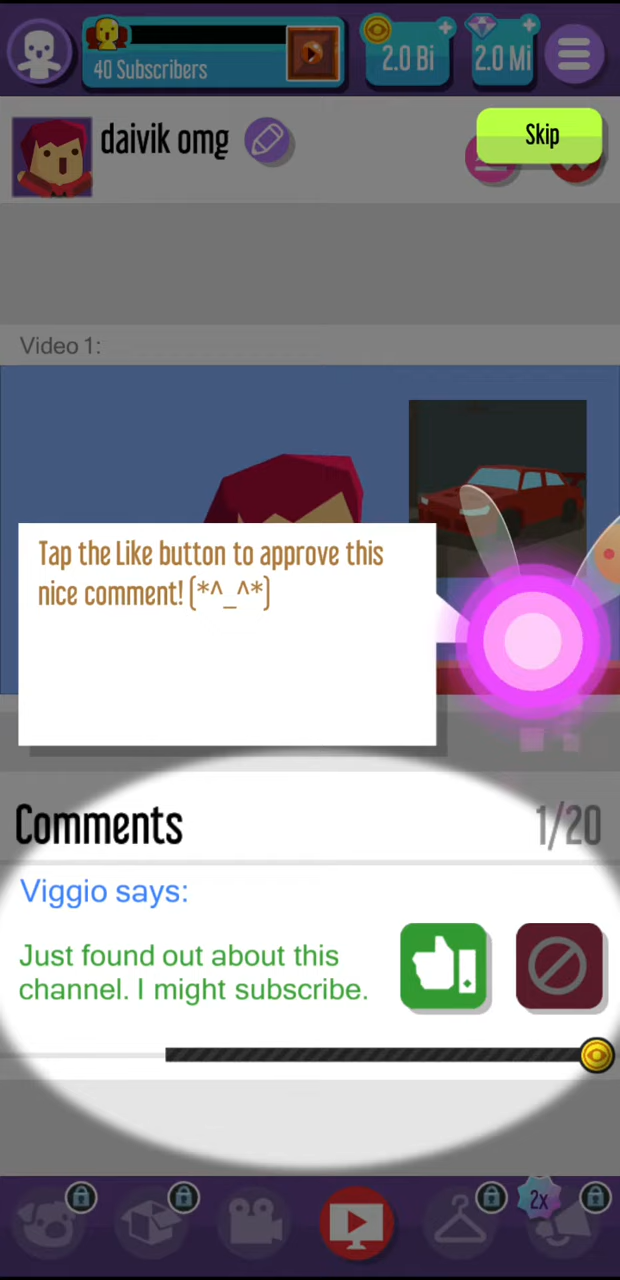 40 Subscribers
2.0 Bi
2.0 Mi
daivik omg
Skip
Video 1:
Tap the Like button to approve this
nice comment! (*^_^*)
Comments
1/20
Viggio says:
Just found out about this
channel. I might subscribe.
2x